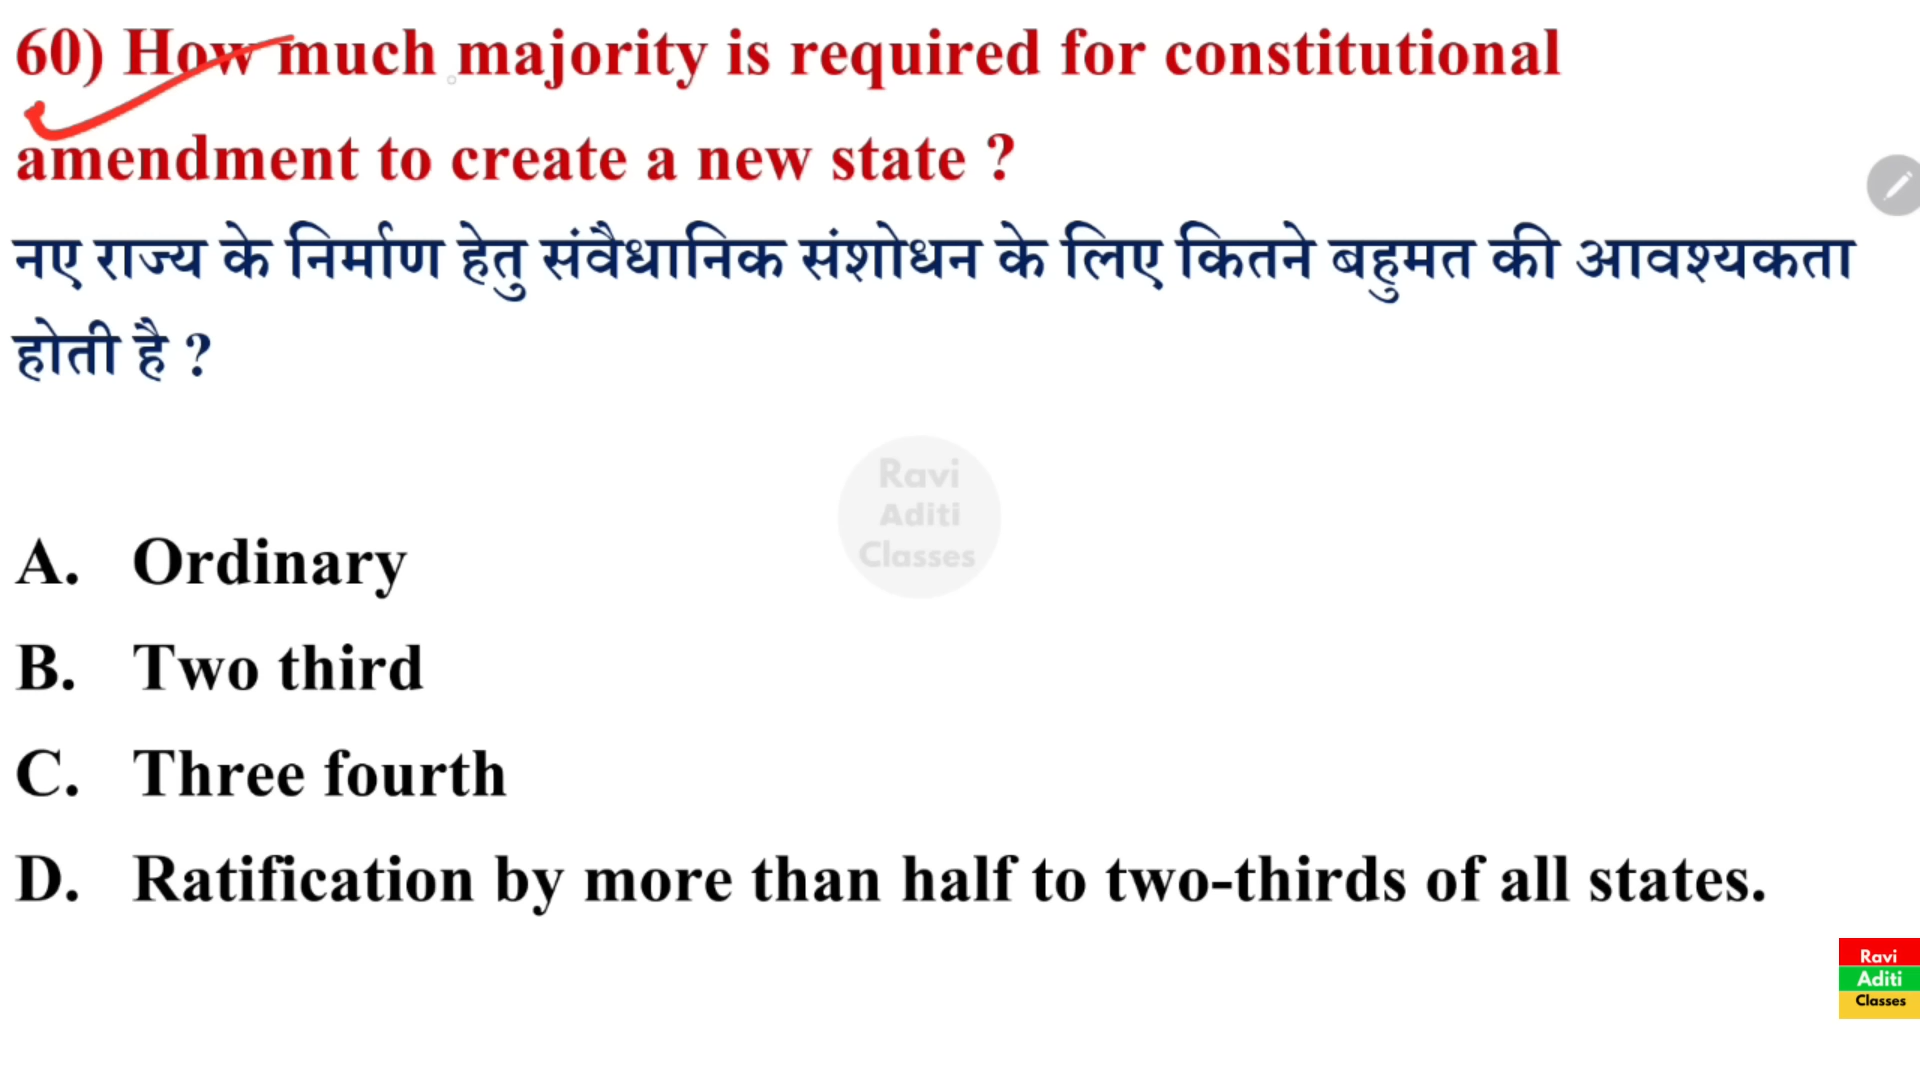 60) How much majority is required for constitutional
amendment to create a new state ?
नए राज्य के निर्माण हेतु संवैधानिक संशोधन के लिए कितने बहुमत की आवश्यकता
होती है ?
Ravi
Aditi
Classes
A. Ordinary
B. Two third
C. Three fourth
D. Ratification by more than half to two-thirds of all states.
Ravi
Aditi
Classes